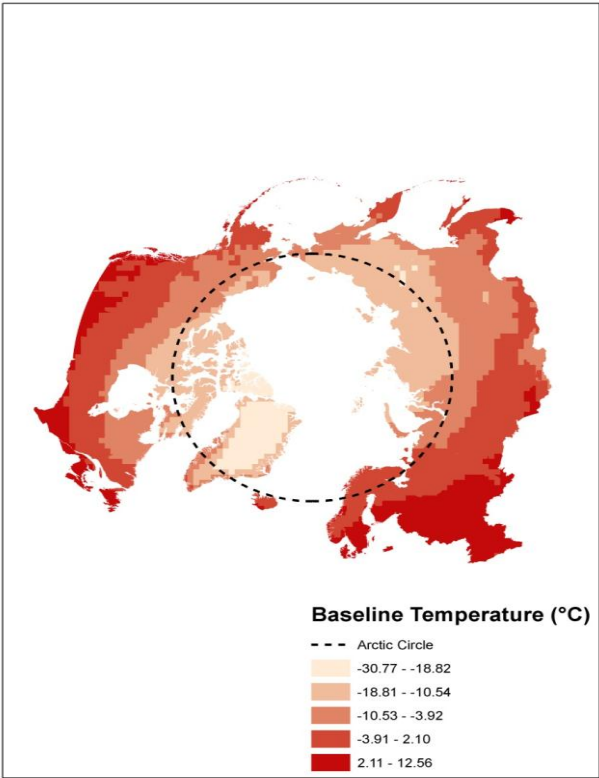 Baseline Temperature (°C)
Arctic Circle
-30.77 - -18.82
-18.81 - -10.54
-10.53 - -3.92
-3.91 - 2.10
2.11 - 12.56